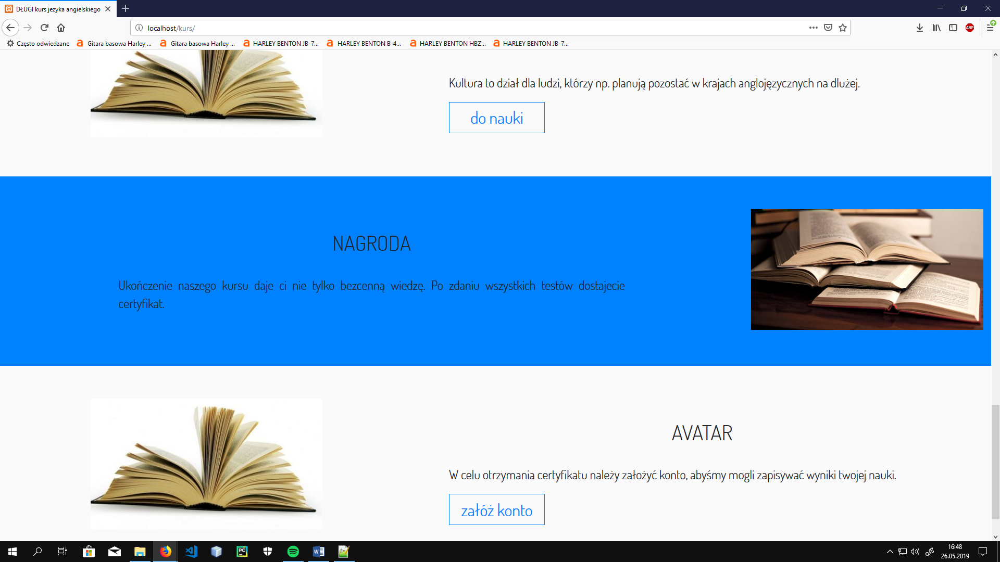 DŁUGI kurs jezyka angielskiego
localhost/kurs/
ABP
Często odwiedzane
Gitara basowa Harley ...
Gitara basowa Harley ...
HARLEY BENTON JB-7...
HARLEY BENTON B-4...
HARLEY BENTON HBZ...
HARLEY BENTON JB-7...
Kultura to dział dla ludzi, którzy np. planują pozostać w krajach anglojęzycznych na dlużej.
do nauki
NAGRODA
Ukończenie naszego kursu daje ci nie tylko bezcenną wiedzę. Po zdaniu wszystkich testów dostajecie
certyfikat.
AVATAR
W celu otrzymania certyfikatu należy założyć konto, abyśmy mogli zapisywać wyniki twojej nauki.
załóż konto
PC
16:48
26.05.2019